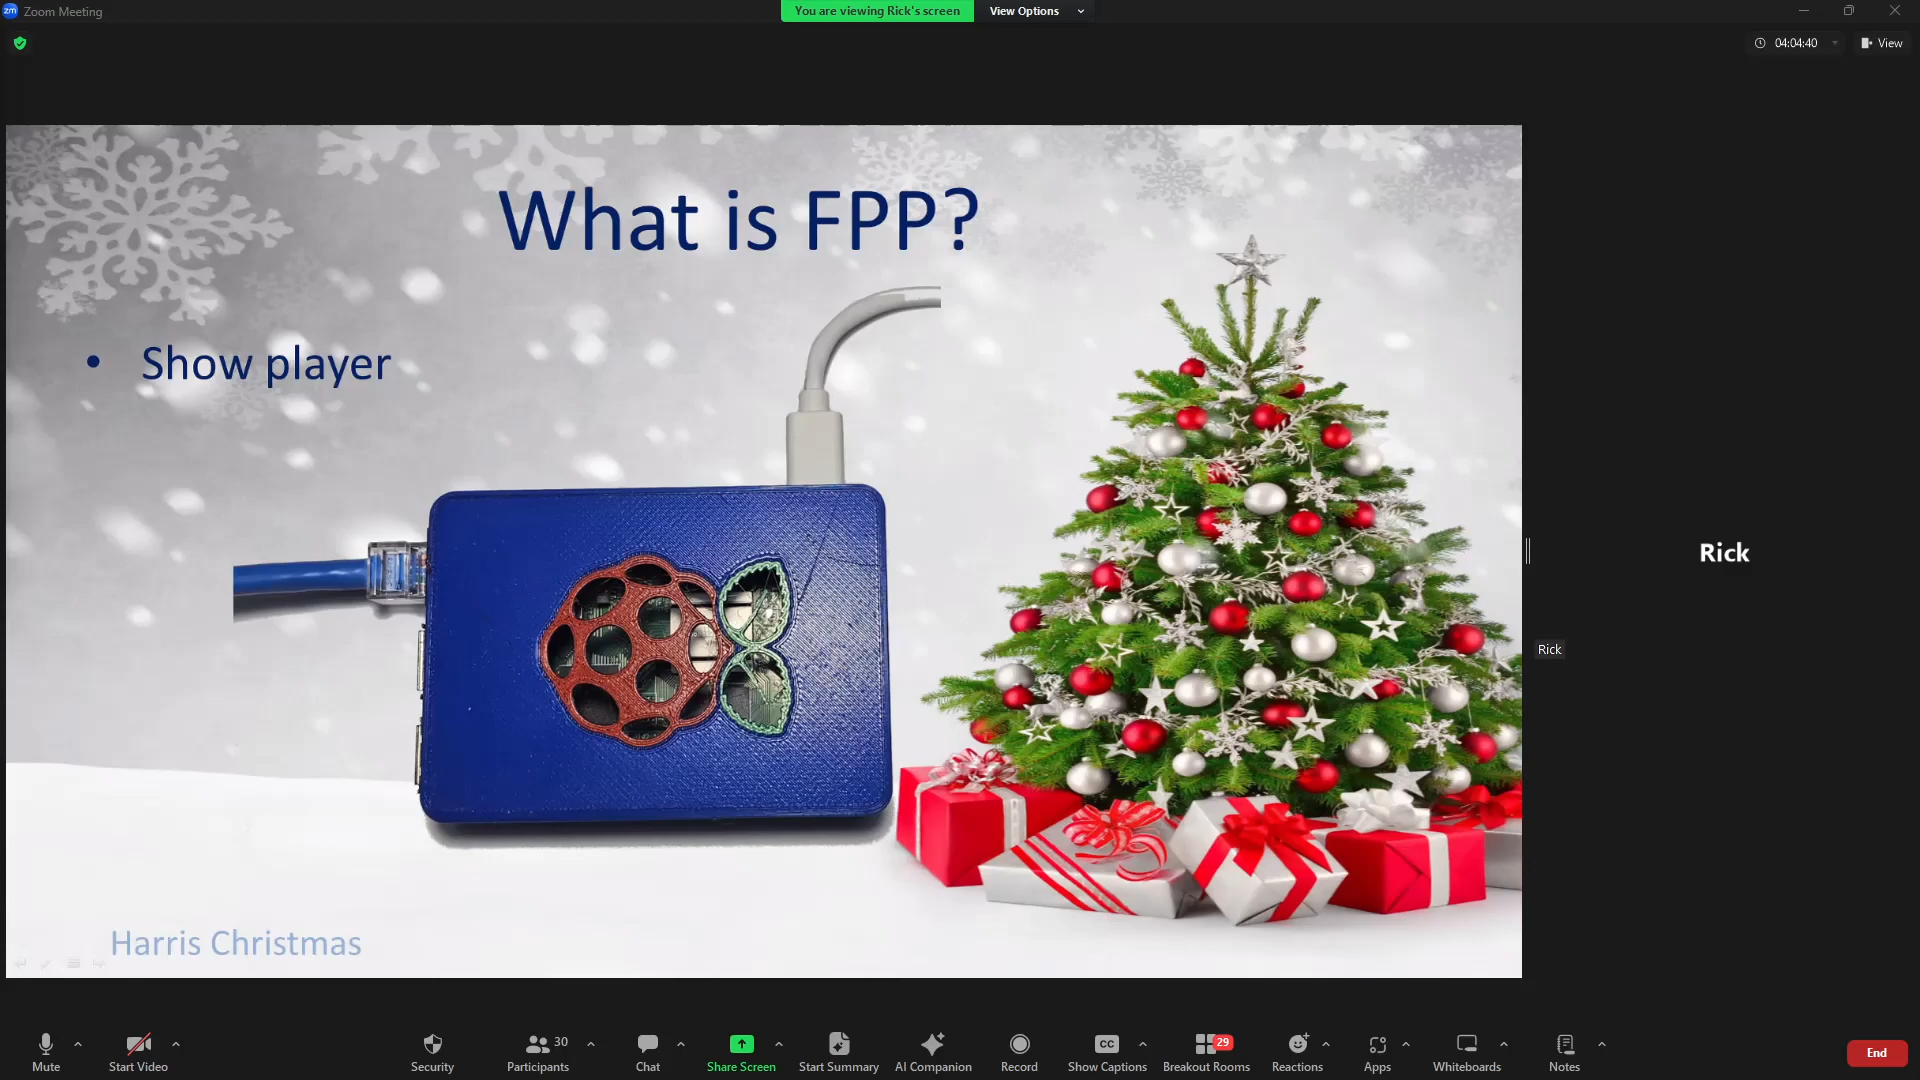 zm Zoom Meeting
You are viewing Rick's screen
View Options
04:04:40
View
What is FPP?
• Show player
Harris Christmas
Rick
Rick
Mute
Start Video
Security
30
Participants
Chat
Share Screen
Start Summary
AI Companion
Record
CC
Show Captions
29
Breakout Rooms
Reactions
Apps
Whiteboards
Notes
End